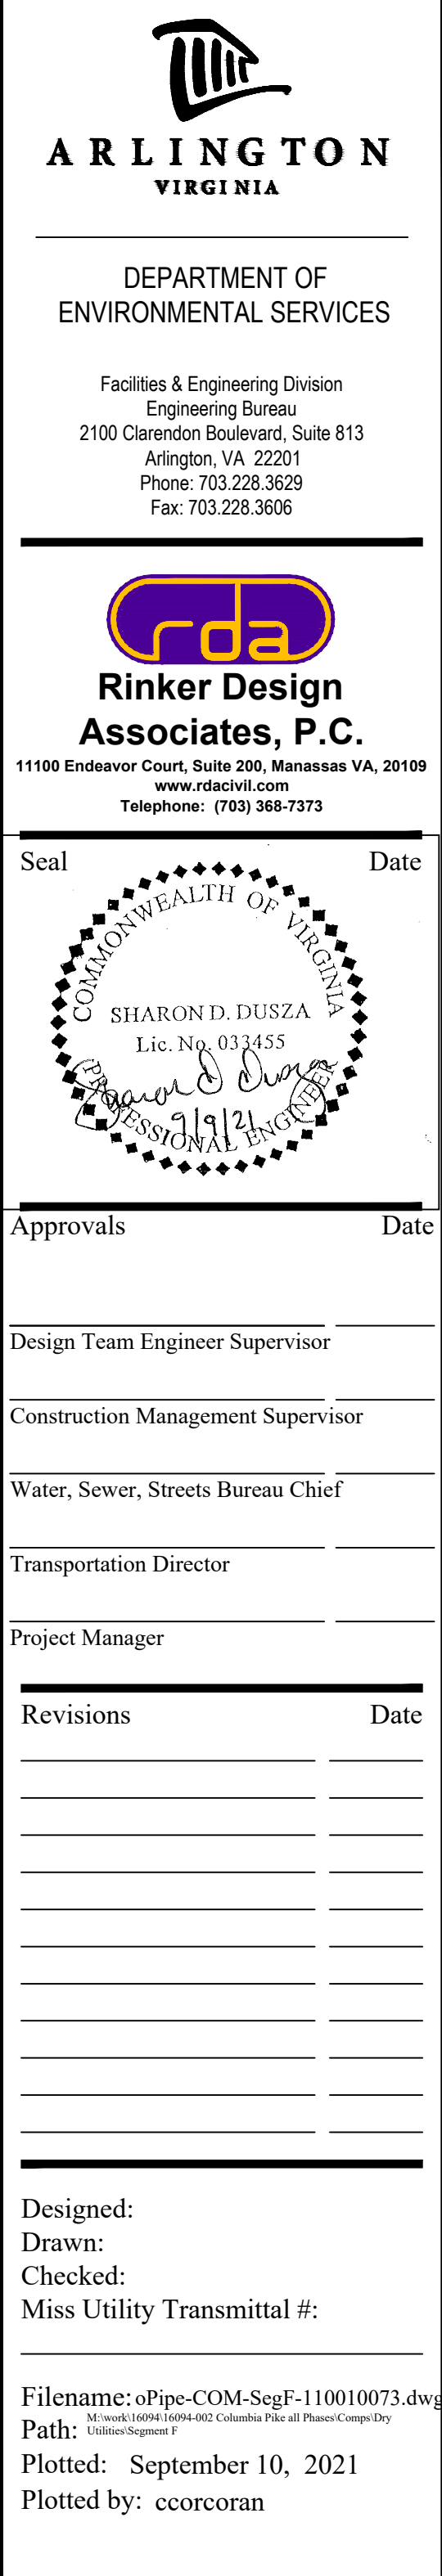 ARLINGTON
VIRGINIA
DEPARTMENT OF
ENVIRONMENTAL SERVICES
Facilities & Engineering Division
Engineering Bureau
2100 Clarendon Boulevard, Suite 813
Arlington, VA 22201
Phone: 703.228.3629
Fax: 703.228.3606
rda
Rinker Design
Associates, P.C.
11100 Endeavor Court, Suite 200, Manassas VA, 20109
www.rdacivil.com
Telephone: (703) 368-7373
Seal Date
COMMONWEALTH OF VIRGINIA
SHARON D. DUSZA
Lic. No. 033455
Sharon D Dusza
9/9/21
PROFESSIONAL ENGINEER
Approvals Date
Design Team Engineer Supervisor
Construction Management Supervisor
Water, Sewer, Streets Bureau Chief
Transportation Director
Project Manager
Revisions Date
Designed:
Drawn:
Checked:
Miss Utility Transmittal #:
Filename: oPipe-COM-SegF-110010073.dwg
Path: M:\work\16094\16094-002 Columbia Pike all Phases\Comps\Dry
Utilities\Segment F
Plotted: September 10, 2021
Plotted by: ccorcoran